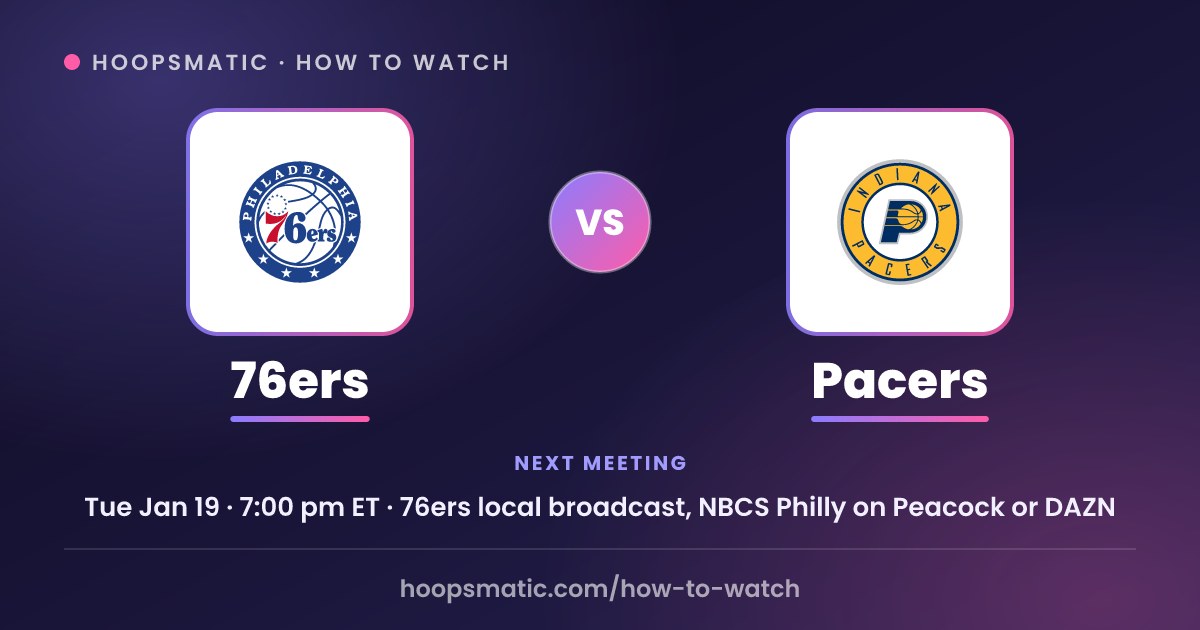 HOOPSMATIC · HOW TO WATCH
PHILADELPHIA
76ers
VS
INDIANA
P
PACERS
76ers
Pacers
NEXT MEETING
Tue Jan 19 · 7:00 pm ET · 76ers local broadcast, NBCS Philly on Peacock or DAZN
hoopsmatic.com/how-to-watch